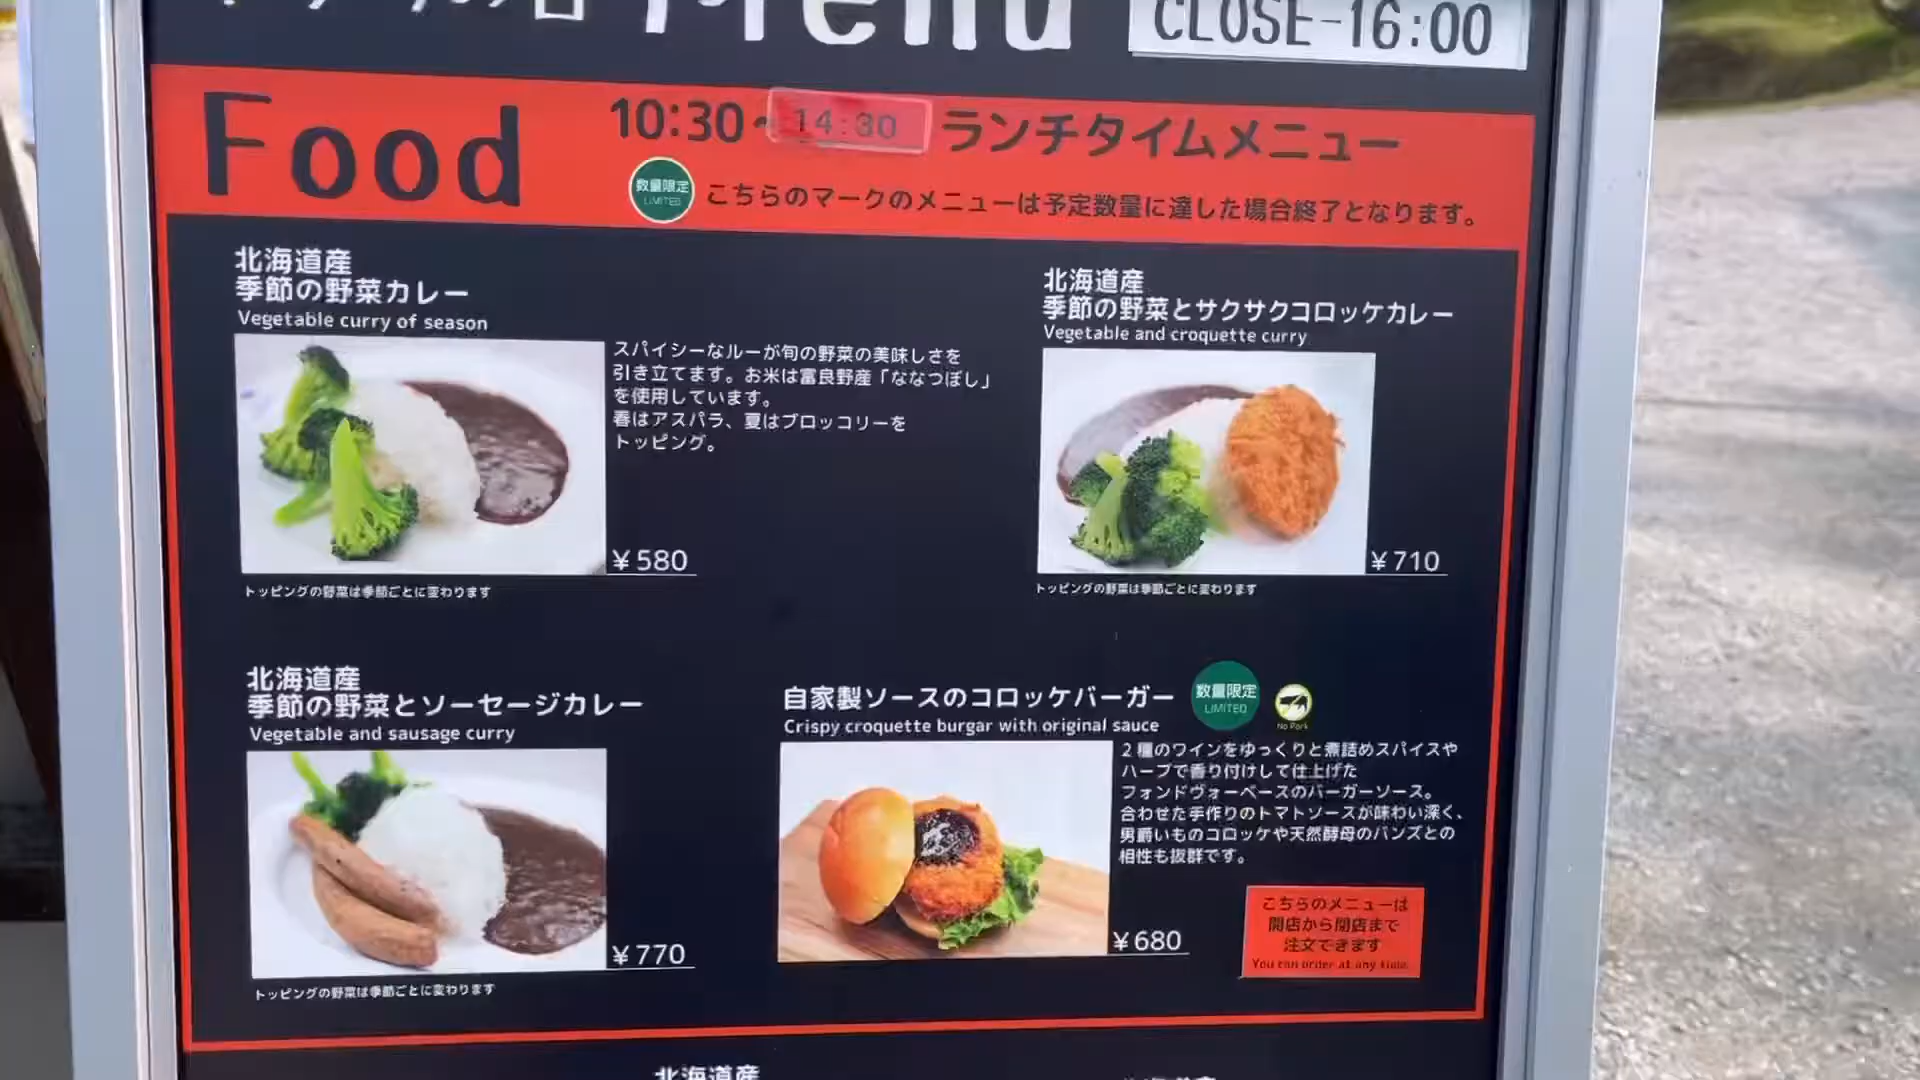 Menu
CLOSE-16:00
Food
10:30~14:30 ランチタイムメニュー
数量限定
LIMITED
こちらのマークのメニューは予定数量に達した場合終了となります。
北海道産
季節の野菜カレー
Vegetable curry of season
スパイシーなルーが旬の野菜の美味しさを
引き立てます。お米は富良野産「ななつぼし」
を使用しています。
春はアスパラ、夏はブロッコリーを
トッピング。
¥580
トッピングの野菜は季節ごとに変わります
北海道産
季節の野菜とサクサクコロッケカレー
Vegetable and croquette curry
¥710
トッピングの野菜は季節ごとに変わります
北海道産
季節の野菜とソーセージカレー
Vegetable and sausage curry
¥770
トッピングの野菜は季節ごとに変わります
自家製ソースのコロッケバーガー
Crispy croquette burgar with original sauce
数量限定
LIMITED
No Pork
2種のワインをゆっくりと煮詰めスパイスや
ハーブで香り付けして仕上げた
フォンドヴォーベースのバーガーソース。
合わせた手作りのトマトソースが味わい深く、
男爵いものコロッケや天然酵母のバンズとの
相性も抜群です。
¥680
こちらのメニューは
開店から閉店まで
注文できます
You can order at any time.
北海道産